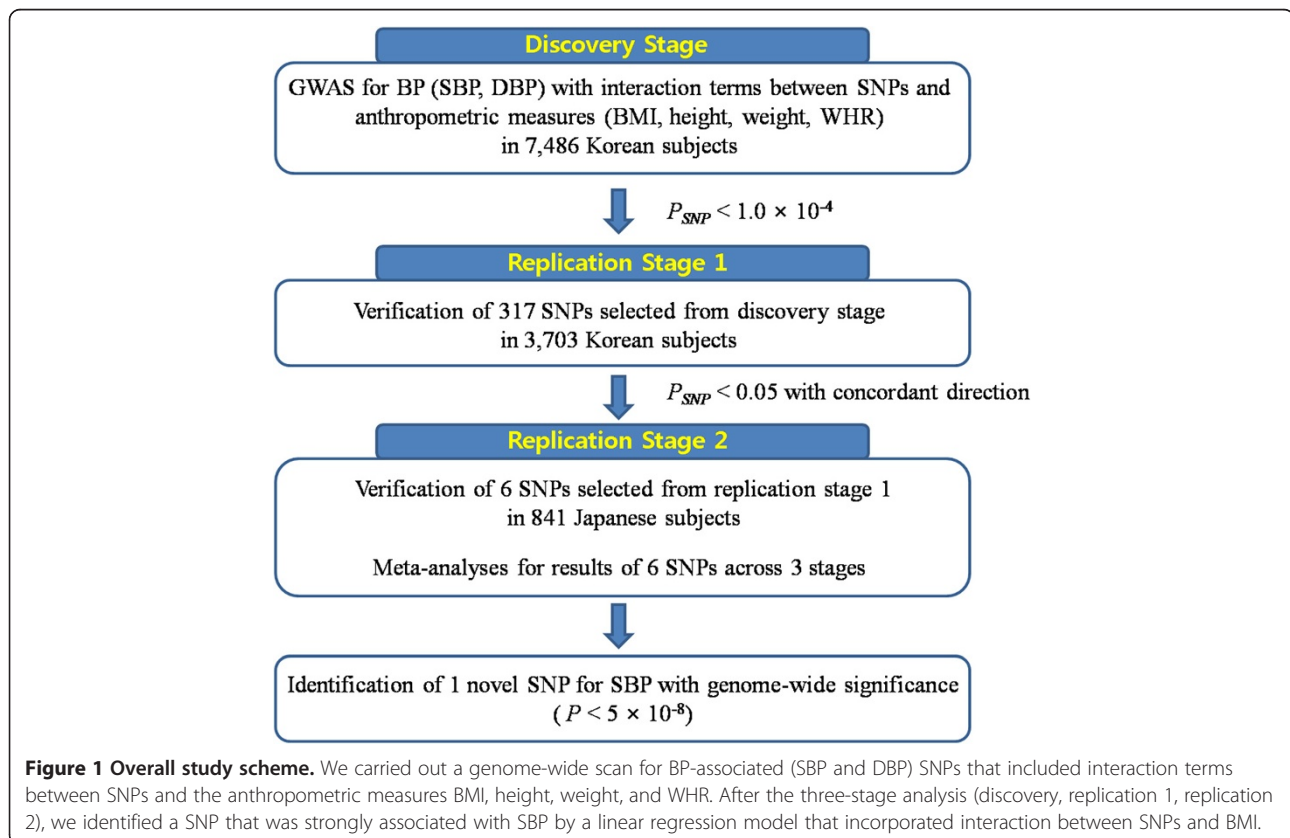 Discovery Stage
GWAS for BP (SBP, DBP) with interaction terms between SNPs and
anthropometric measures (BMI, height, weight, WHR)
in 7,486 Korean subjects
P_SNP < 1.0 × 10⁻⁴
Replication Stage 1
Verification of 317 SNPs selected from discovery stage
in 3,703 Korean subjects
P_SNP < 0.05 with concordant direction
Replication Stage 2
Verification of 6 SNPs selected from replication stage 1
in 841 Japanese subjects
Meta-analyses for results of 6 SNPs across 3 stages
Identification of 1 novel SNP for SBP with genome-wide significance
( P < 5 × 10⁻⁸)
Figure 1 Overall study scheme. We carried out a genome-wide scan for BP-associated (SBP and DBP) SNPs that included interaction terms
between SNPs and the anthropometric measures BMI, height, weight, and WHR. After the three-stage analysis (discovery, replication 1, replication
2), we identified a SNP that was strongly associated with SBP by a linear regression model that incorporated interaction between SNPs and BMI.